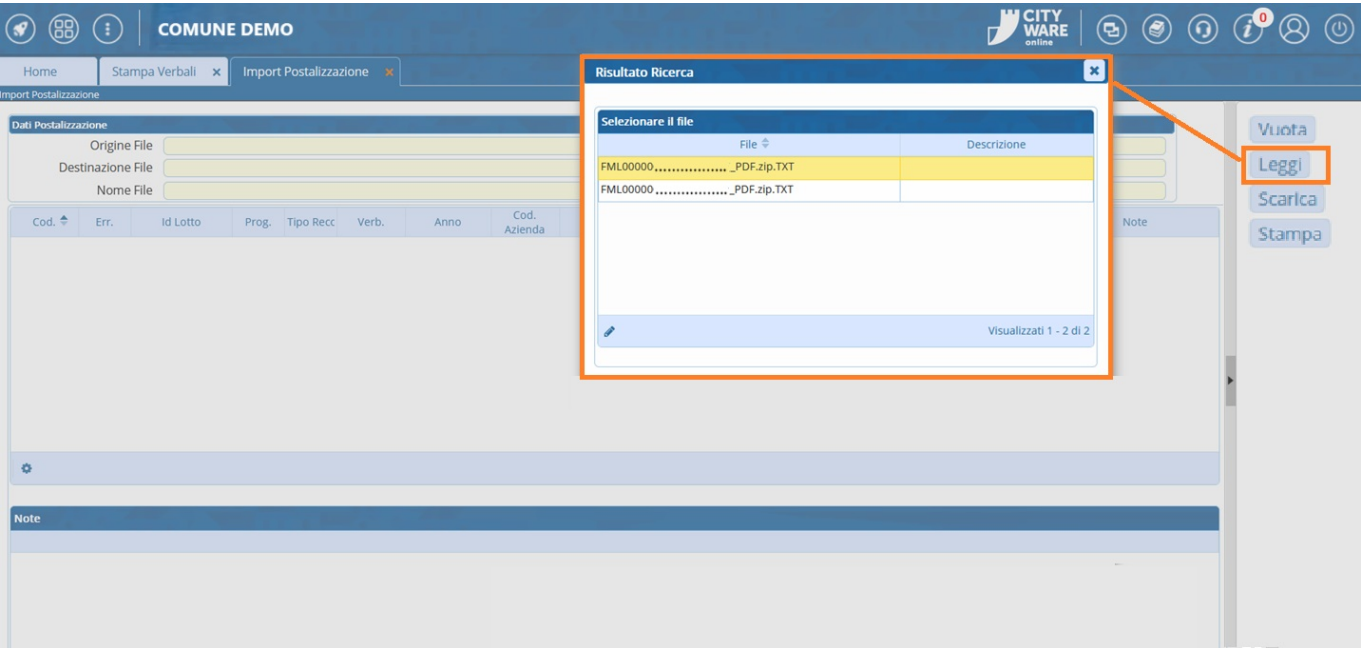 COMUNE DEMO
CITY
WARE
online
0
Home
Stampa Verbali x
Import Postalizzazione x
Import Postalizzazione
Dati Postalizzazione
Origine File
Destinazione File
Nome File
Cod. Err. Id Lotto Prog. Tipo Recc Verb. Anno Cod. Azienda Note
Note
Risultato Ricerca
Selezionare il file
File Descrizione
FML00000................. _PDF.zip.TXT
FML00000................. _PDF.zip.TXT
Visualizzati 1 - 2 di 2
Vuota
Leggi
Scarica
Stampa